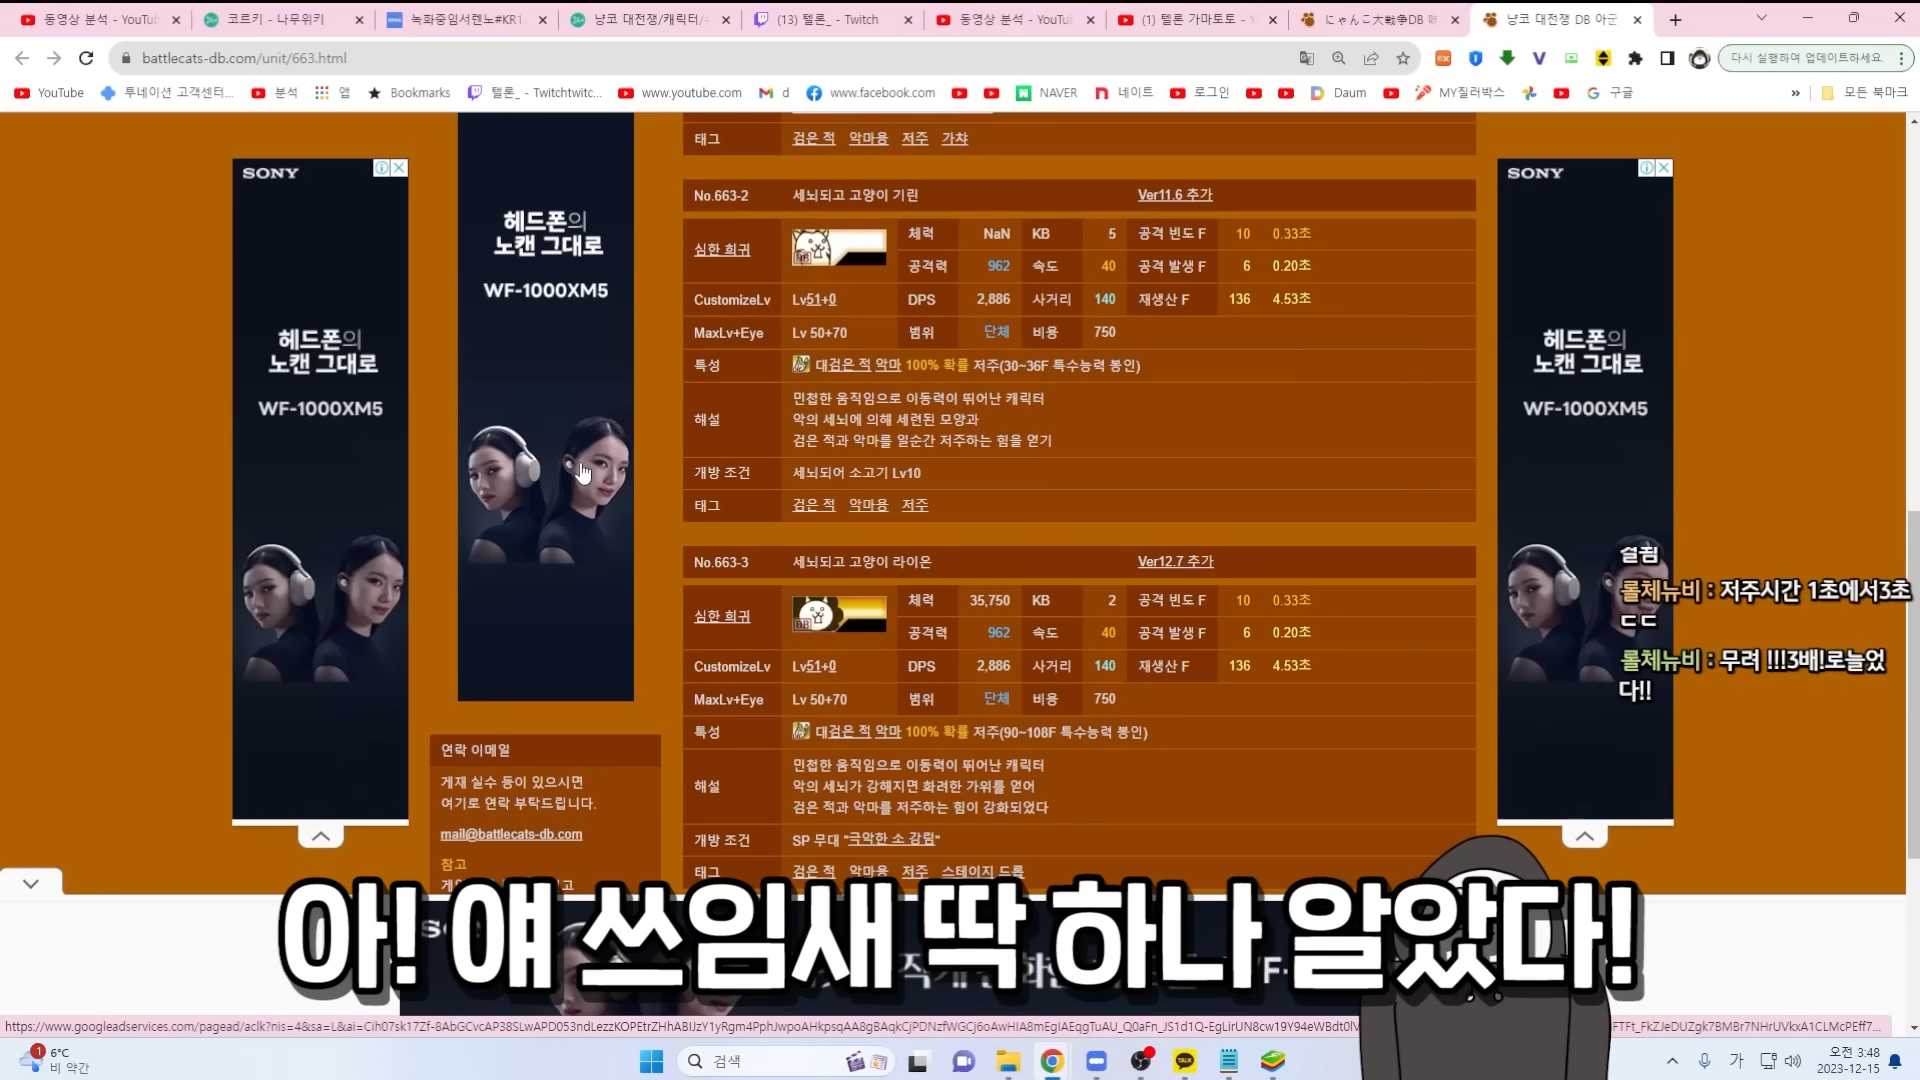 동영상 분석 - YouTu
코르키 - 나무위키
녹화중임서렌노#KR1
냥코 대전쟁/캐릭터/
(13) 텔론_ - Twitch
동영상 분석 - YouTu
(1) 텔론 가마토토 - Y
にゃんこ大戦争DB
냥코 대전쟁 DB 아군
battlecats-db.com/unit/663.html
다시 실행하여 업데이트하세요.
YouTube
투네이션 고객센터...
분석
앱
Bookmarks
텔론_ - Twitchtwitc...
www.youtube.com
d
www.facebook.com
NAVER
네이트
로그인
Daum
MY질러박스
구글
»
모든 북마크
태그 검은 적 악마용 저주 가챠
No.663-2 세뇌되고 고양이 기린 Ver11.6 추가
심한 희귀 체력 NaN KB 5 공격 빈도 F 10 0.33초
공격력 962 속도 40 공격 발생 F 6 0.20초
CustomizeLv Lv51+0 DPS 2,886 사거리 140 재생산 F 136 4.53초
MaxLv+Eye Lv 50+70 범위 단체 비용 750
특성 대검은 적 악마 100% 확률 저주(30~36F 특수능력 봉인)
해설
민첩한 움직임으로 이동력이 뛰어난 캐릭터
악의 세뇌에 의해 세련된 모양과
검은 적과 악마를 일순간 저주하는 힘을 얻기
개방 조건 세뇌되어 소고기 Lv10
태그 검은 적 악마용 저주
No.663-3 세뇌되고 고양이 라이온 Ver12.7 추가
심한 희귀 체력 35,750 KB 2 공격 빈도 F 10 0.33초
공격력 962 속도 40 공격 발생 F 6 0.20초
CustomizeLv Lv51+0 DPS 2,886 사거리 140 재생산 F 136 4.53초
MaxLv+Eye Lv 50+70 범위 단체 비용 750
특성 대검은 적 악마 100% 확률 저주(90~108F 특수능력 봉인)
해설
민첩한 움직임으로 이동력이 뛰어난 캐릭터
악의 세뇌가 강해지면 화려한 가위를 얻어
검은 적과 악마를 저주하는 힘이 강화되었다
개방 조건 SP 무대 "극악한 소 강림"
태그 검은 적 악마용 저주 스테이지 드롭
SONY
헤드폰의
노캔 그대로
WF-1000XM5
헤드폰의
노캔 그대로
WF-1000XM5
SONY
헤드폰의
노캔 그대로
WF-1000XM5
연락 이메일
게재 실수 등이 있으시면
여기로 연락 부탁드립니다.
mail@battlecats-db.com
참고
롤체뉴비 : 저주시간 1초에서3초
ㄷㄷ
롤체뉴비 : 무려 !!!3배!로늘었
다!!
아! 얘 쓰임새 딱 하나 알았다!
https://www.googleadservices.com/pagead/aclk?nis=4&sa=L&ai=
1
6°C
비 약간
검색
TALK
가
오전 3:48
2023-12-15